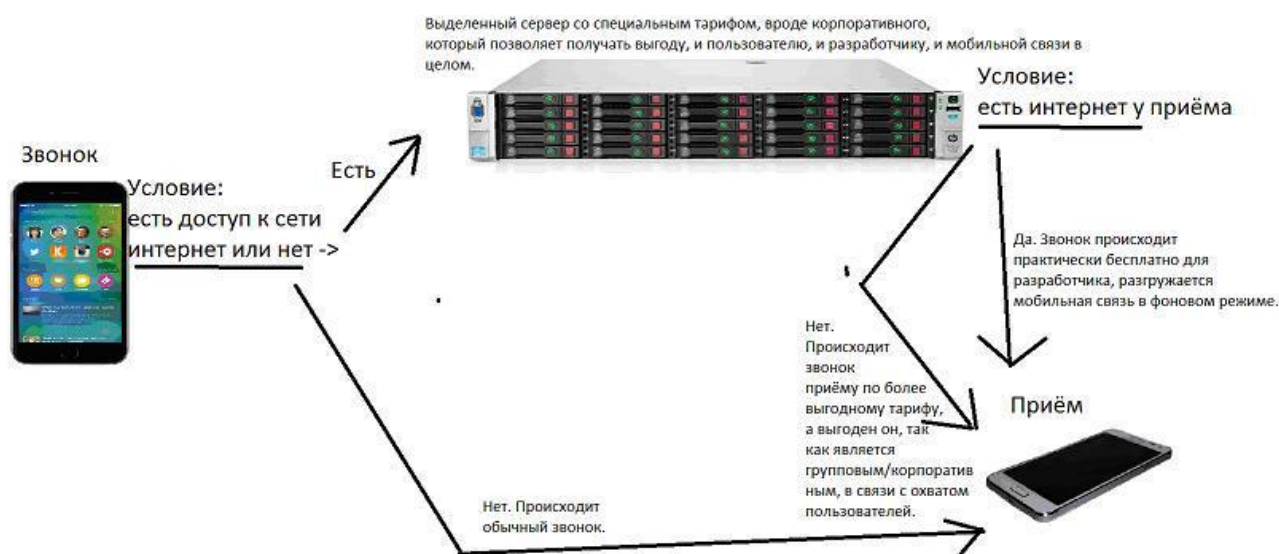 Выделенный сервер со специальным тарифом, вроде корпоративного,
который позволяет получать выгоду, и пользователю, и разработчику, и мобильной связи в
целом.
Условие:
есть интернет у приёма
Звонок
Есть
Условие:
есть доступ к сети
интернет или нет ->
Да. Звонок происходит
практически бесплатно для
разработчика, разгружается
мобильная связь в фоновом режиме.
Нет.
Происходит
звонок
приёму по более
выгодному тарифу,
а выгоден он, так
как является
групповым/корпоратив
ным, в связи с охватом
пользователей.
Приём
Нет. Происходит
обычный звонок.